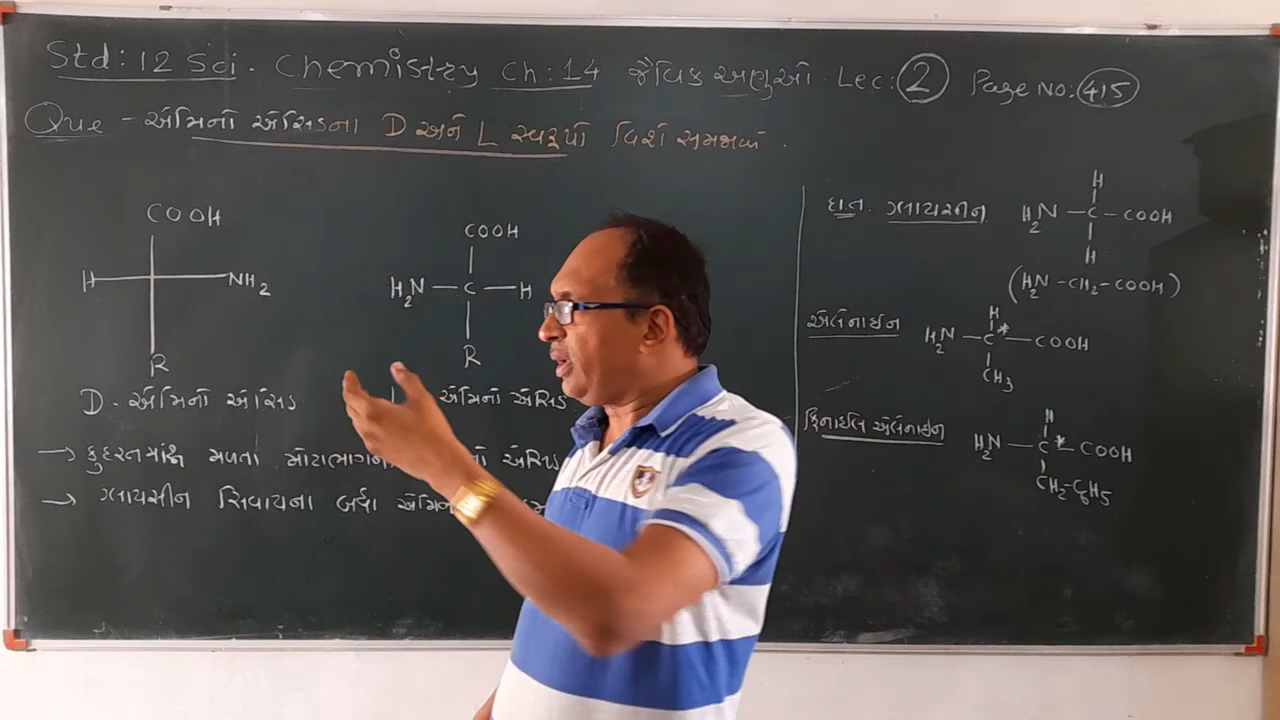 Std: 12 Sci. Chemistry Ch: 14 જૈવિક અણુઓ. Lec: 2 Page No: 415
Que - એમિનો એસિડના D અને L સ્વરૂપો વિશે સમજાવો.
COOH
H NH2
R
D- એમિનો એસિડ
COOH
H2N - C - H
R
એમિનો એસિડ
→ કુદરતમાં મળતા મોટાભાગના એસિડ
→ ગ્લાયસીન સિવાયના બધા
દા.ત. ગ્લાયસીન
H
H2N - C - COOH
H
(H2N - CH2 - COOH)
એલેનાઇન
H
H2N - C* - COOH
CH3
ફિનાઇલ એલેનાઇન
H
H2N - C* - COOH
CH2-C6H5